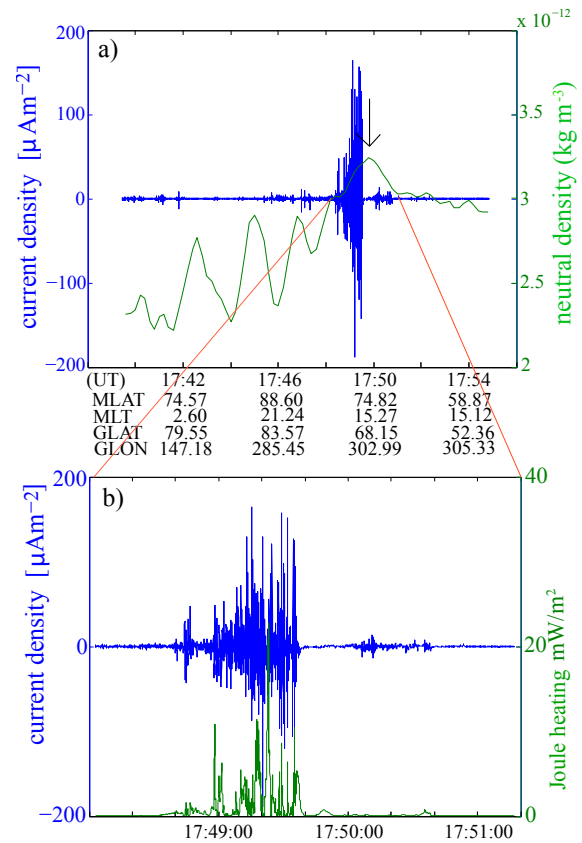 x 10⁻¹²
200
a)
3.5
100
3
0
2.5
−100
2
−200
current density [μ Am⁻²]
neutral density (kg m⁻³)
(UT) 17:42 17:46 17:50 17:54
MLAT 74.57 88.60 74.82 58.87
MLT 2.60 21.24 15.27 15.12
GLAT 79.55 83.57 68.15 52.36
GLON 147.18 285.45 302.99 305.33
200 40
b)
0 20
−200 0
current density [μAm⁻²]
Joule heating mW/m²
17:49:00 17:50:00 17:51:00